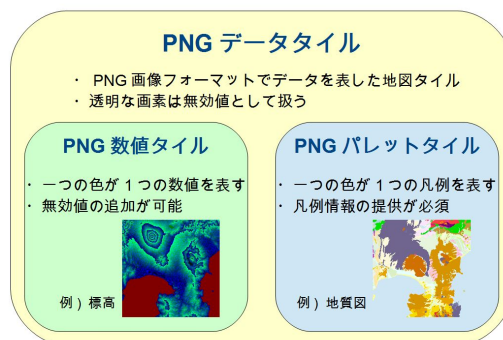 PNG データタイル
・ PNG 画像フォーマットでデータを表した地図タイル
・ 透明な画素は無効値として扱う
PNG 数値タイル
・ 一つの色が 1 つの数値を表す
・ 無効値の追加が可能
例 ) 標高
PNG パレットタイル
・ 一つの色が 1 つの凡例を表す
・ 凡例情報の提供が必須
例 ) 地質図